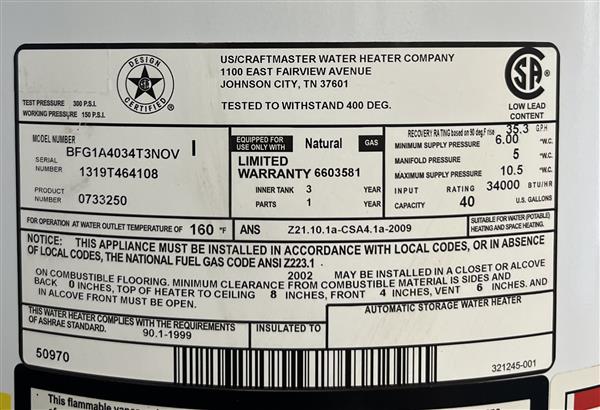 DESIGN
CERTIFIED
US/CRAFTMASTER WATER HEATER COMPANY
1100 EAST FAIRVIEW AVENUE
JOHNSON CITY, TN 37601
TEST PRESSURE 300 P.S.I.
WORKING PRESSURE 150 P.S.I.
TESTED TO WITHSTAND 400 DEG.
SA
®
LOW LEAD
CONTENT
MODEL NUMBER
BFG1A4034T3NOV I
SERIAL
NUMBER 1319T464108
PRODUCT
NUMBER 0733250
EQUIPPED FOR
USE ONLY WITH Natural GAS
LIMITED
WARRANTY 6603581
INNER TANK 3 YEAR
PARTS 1 YEAR
RECOVERY RATING based on 90 deg.F rise 35.3 G.P.H
MINIMUM SUPPLY PRESSURE 6.00 "W.C.
MANIFOLD PRESSURE 5 "W.C.
MAXIMUM SUPPLY PRESSURE 10.5 "W.C.
INPUT RATING 34000 BTU/HR
CAPACITY 40 U.S. GALLONS
FOR OPERATION AT WATER OUTLET TEMPERATURE OF 160 °F
ANS Z21.10.1a-CSA4.1a-2009
SUITABLE FOR WATER (POTABLE)
HEATING AND SPACE HEATING.
NOTICE: THIS APPLIANCE MUST BE INSTALLED IN ACCORDANCE WITH LOCAL CODES, OR IN ABSENCE
OF LOCAL CODES, THE NATIONAL FUEL GAS CODE ANSI Z223.1
2002 MAY BE INSTALLED IN A CLOSET OR ALCOVE
ON COMBUSTIBLE FLOORING. MINIMUM CLEARANCE FROM COMBUSTIBLE MATERIAL IS SIDES AND
BACK 0 INCHES, TOP OF HEATER TO CEILING 8 INCHES, FRONT 4 INCHES, VENT 6 INCHES. AND
IN ALCOVE FRONT MUST BE OPEN.
AUTOMATIC STORAGE WATER HEATER
THIS WATER HEATER COMPLIES WITH THE REQUIREMENTS
OF ASHRAE STANDARD. 90.1-1999
INSULATED TO
50970
321245-001
This flammable